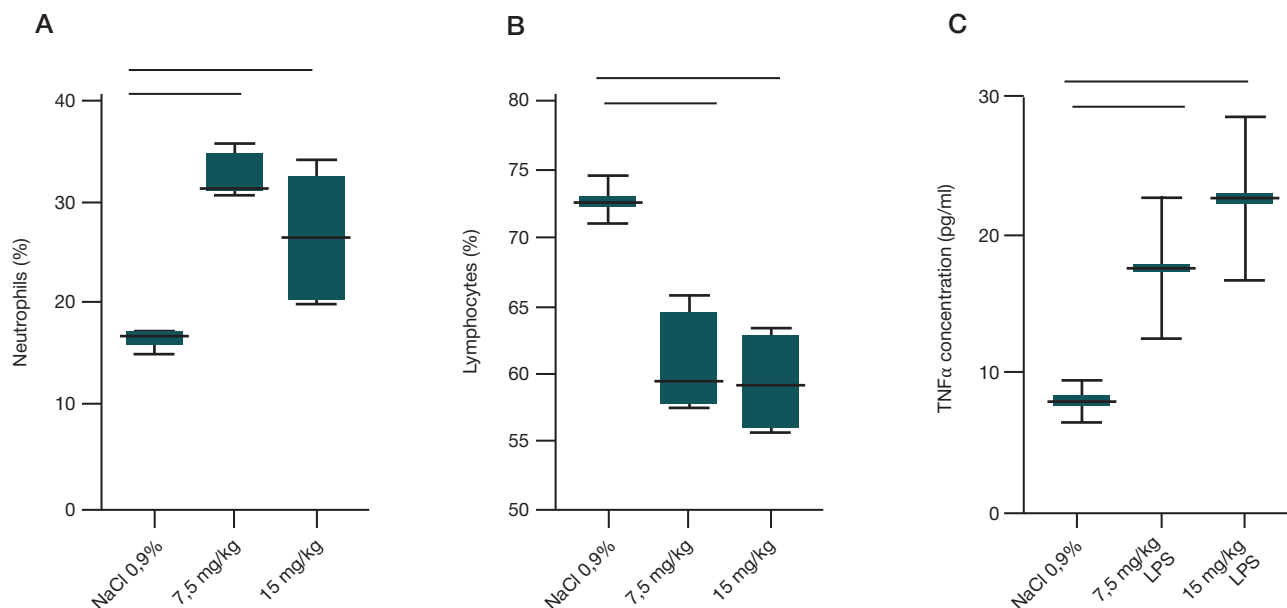 A
Neutrophils (%)
40
30
20
10
0
NaCl 0,9%
7,5 mg/kg
15 mg/kg
B
Lymphocytes (%)
80
75
70
65
60
55
50
NaCl 0,9%
7,5 mg/kg
15 mg/kg
C
TNFα concentration (pg/ml)
30
20
10
0
NaCl 0,9%
7,5 mg/kg
LPS
15 mg/kg
LPS